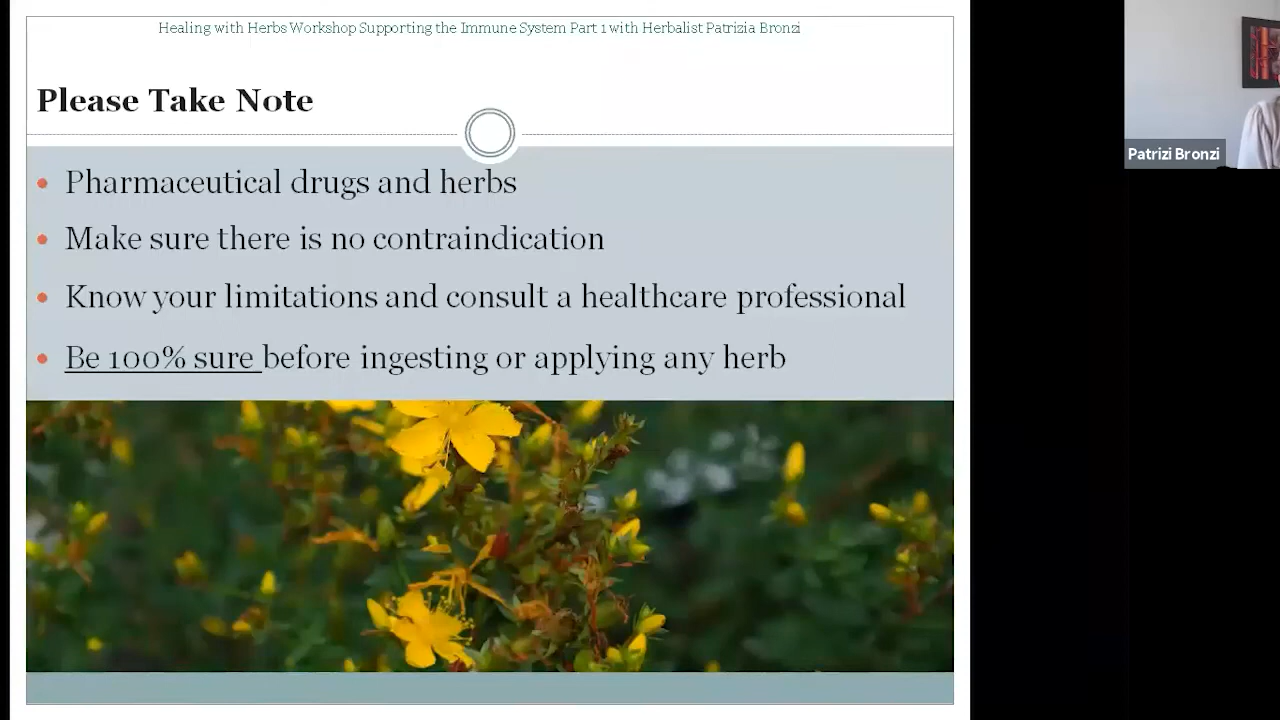 Healing with Herbs Workshop Supporting the Immune System Part 1 with Herbalist Patrizia Bronzi
Please Take Note
Pharmaceutical drugs and herbs
Make sure there is no contraindication
Know your limitations and consult a healthcare professional
Be 100% sure before ingesting or applying any herb
Patrizi Bronzi